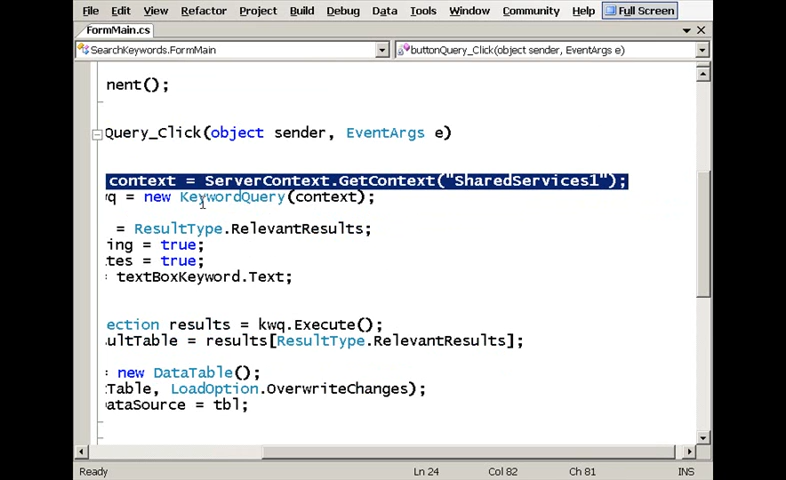 File Edit View Refactor Project Build Debug Data Tools Window Community Help Full Screen
FormMain.cs
SearchKeywords.FormMain buttonQuery_Click(object sender, EventArgs e)
nent();
Query_Click(object sender, EventArgs e)
context = ServerContext.GetContext("SharedServices1");
q = new KeywordQuery(context);
= ResultType.RelevantResults;
ing = true;
tes = true;
= textBoxKeyword.Text;
ection results = kwq.Execute();
ultTable = results[ResultType.RelevantResults];
= new DataTable();
tTable, LoadOption.OverwriteChanges);
DataSource = tbl;
Ready Ln 24 Col 82 Ch 81 INS